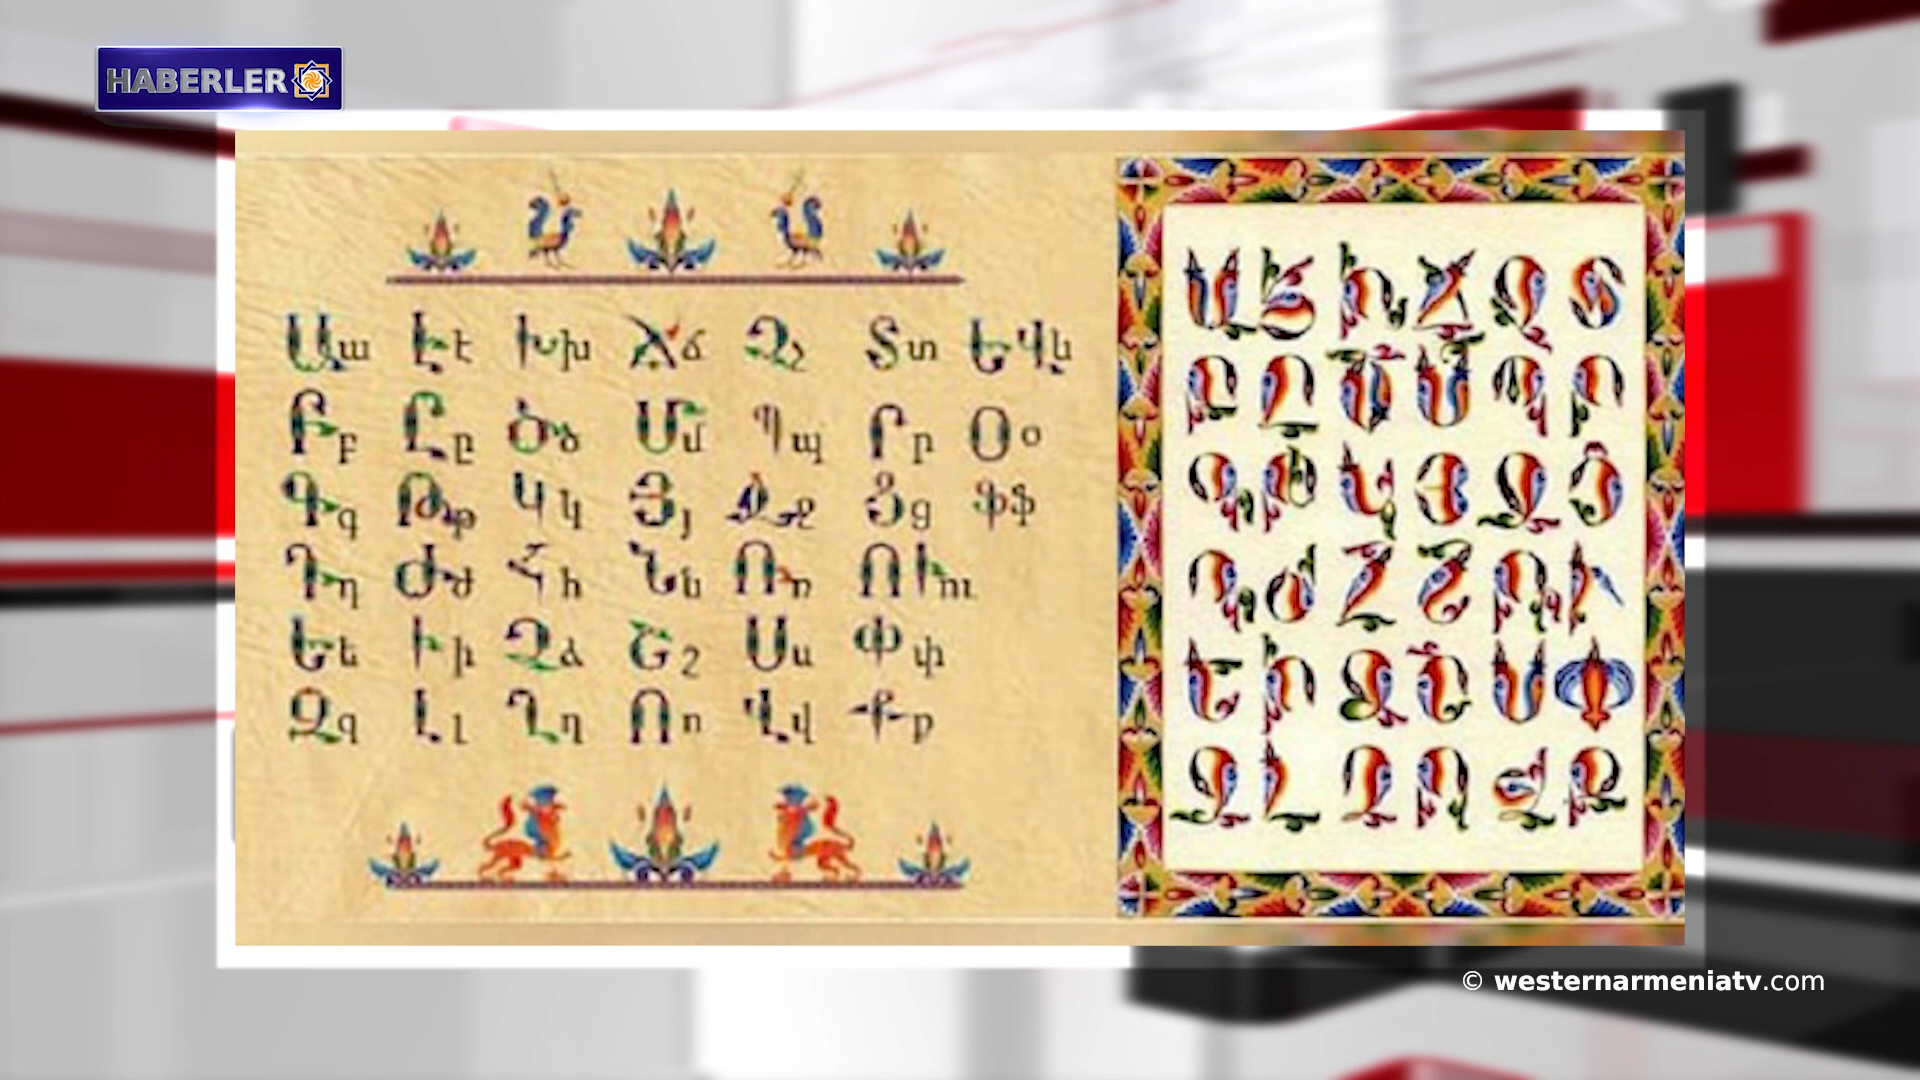 HABERLER
Աա Էէ Խխ Ճճ Չչ Տտ ԵՎև
Բբ Ըը Ծծ Մմ Պպ Րր Օօ
Գգ Թթ Կկ Յյ Ջջ Ցց Ֆֆ
Դդ Ժժ Հհ Նն Ռռ ՈՒու
Եե Իի Ձձ Շշ Սս Փփ
Զզ Լլ Ղղ Ոո Վվ Քք
Ա Է Խ Ճ Չ Տ
Բ Ը Ծ Մ Պ Ր
Գ Թ Կ Յ Ջ Ց
Դ Ժ Հ Ն Ռ Ւ
Ե Ի Ձ Շ Ս Փ
Զ Լ Ղ Ո Վ Ք
© westernarmeniatv.com